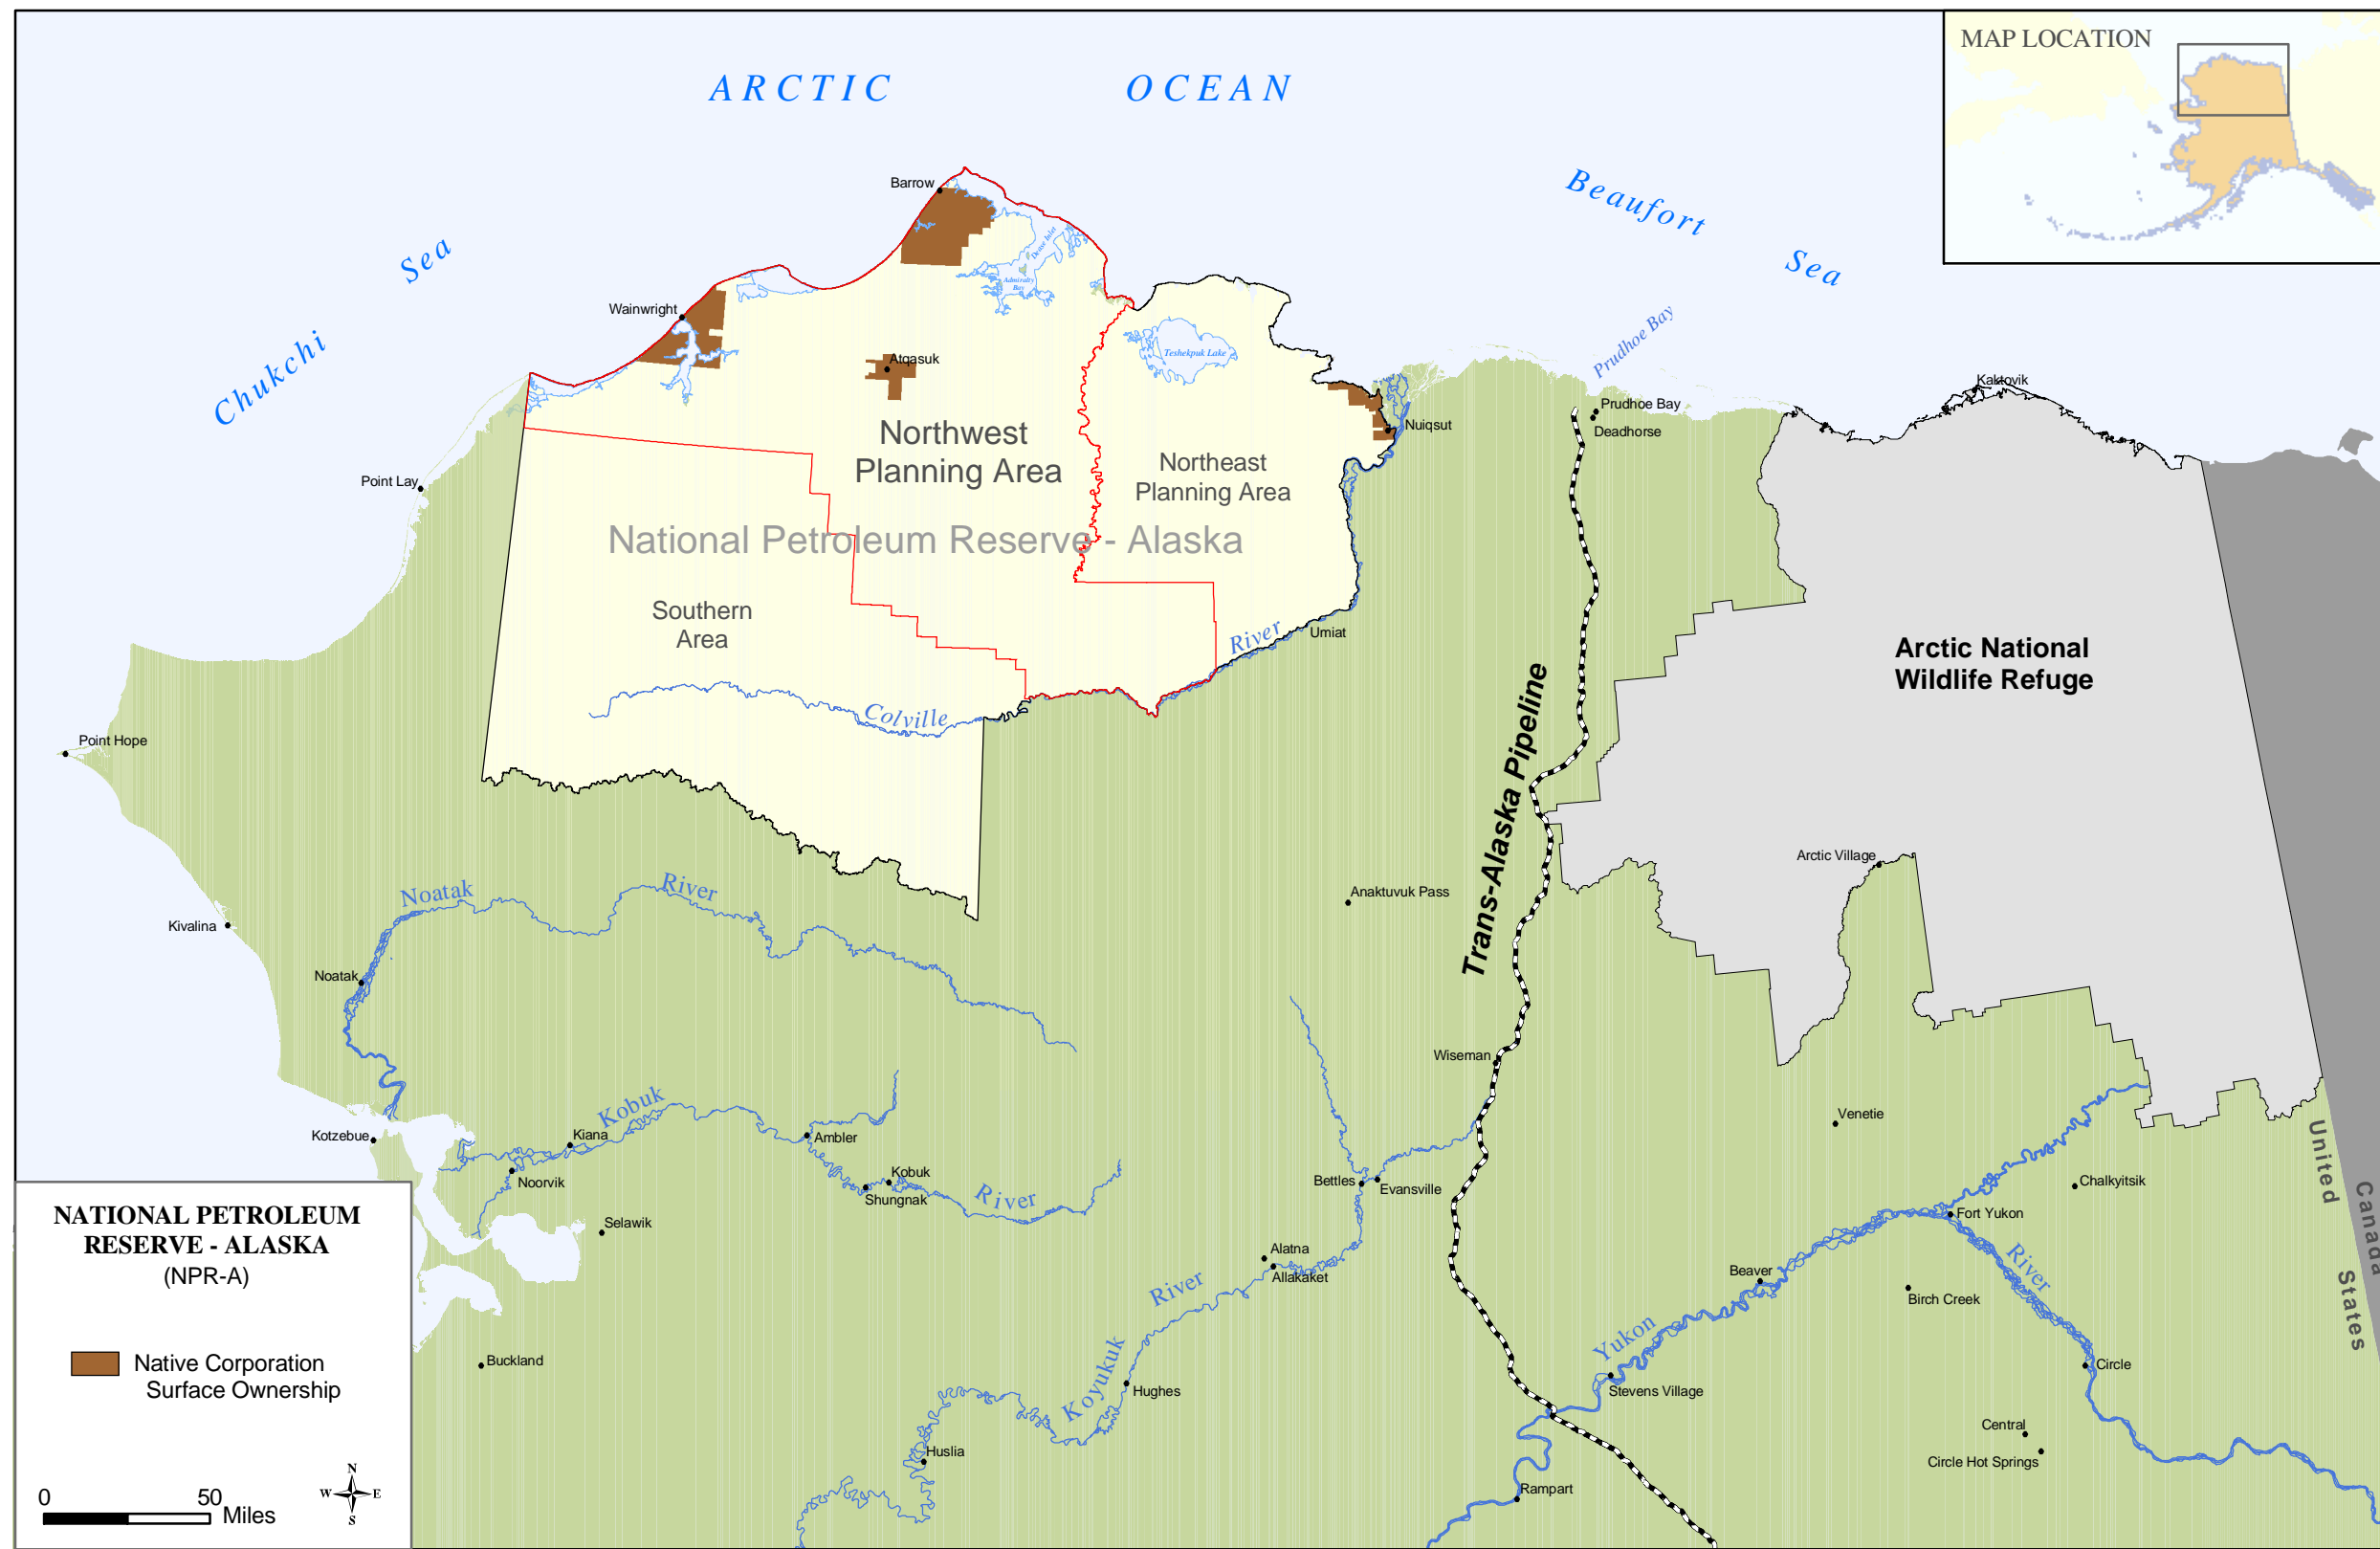 MAP LOCATION
ARCTIC OCEAN
Beaufort
Sea
Chukchi
Sea
Barrow
Dease Inlet
Admiralty
Bay
Wainwright
Atqasuk
Teshekpuk Lake
Prudhoe Bay
Kaktovik
Prudhoe Bay
Deadhorse
Nuiqsut
Northwest
Planning Area
Northeast
Planning Area
Point Lay
National Petroleum Reserve - Alaska
Southern
Area
Umiat
River
Colville
Arctic National
Wildlife Refuge
Trans-Alaska Pipeline
Point Hope
Arctic Village
Anaktuvuk Pass
Noatak
River
Kivalina
Noatak
Wiseman
Kobuk
River
Kotzebue
Kiana
Ambler
Noorvik
Kobuk
Shungnak
Selawik
Bettles
Evansville
Venetie
Chalkyitsik
Fort Yukon
United
States
Canada
Alatna
Allakaket
River
Koyukuk
Beaver
Birch Creek
River
Yukon
Buckland
Hughes
Stevens Village
Circle
Central
Circle Hot Springs
Huslia
Rampart
NATIONAL PETROLEUM
RESERVE - ALASKA
(NPR-A)
Native Corporation
Surface Ownership
0 50
Miles
N
W E
S